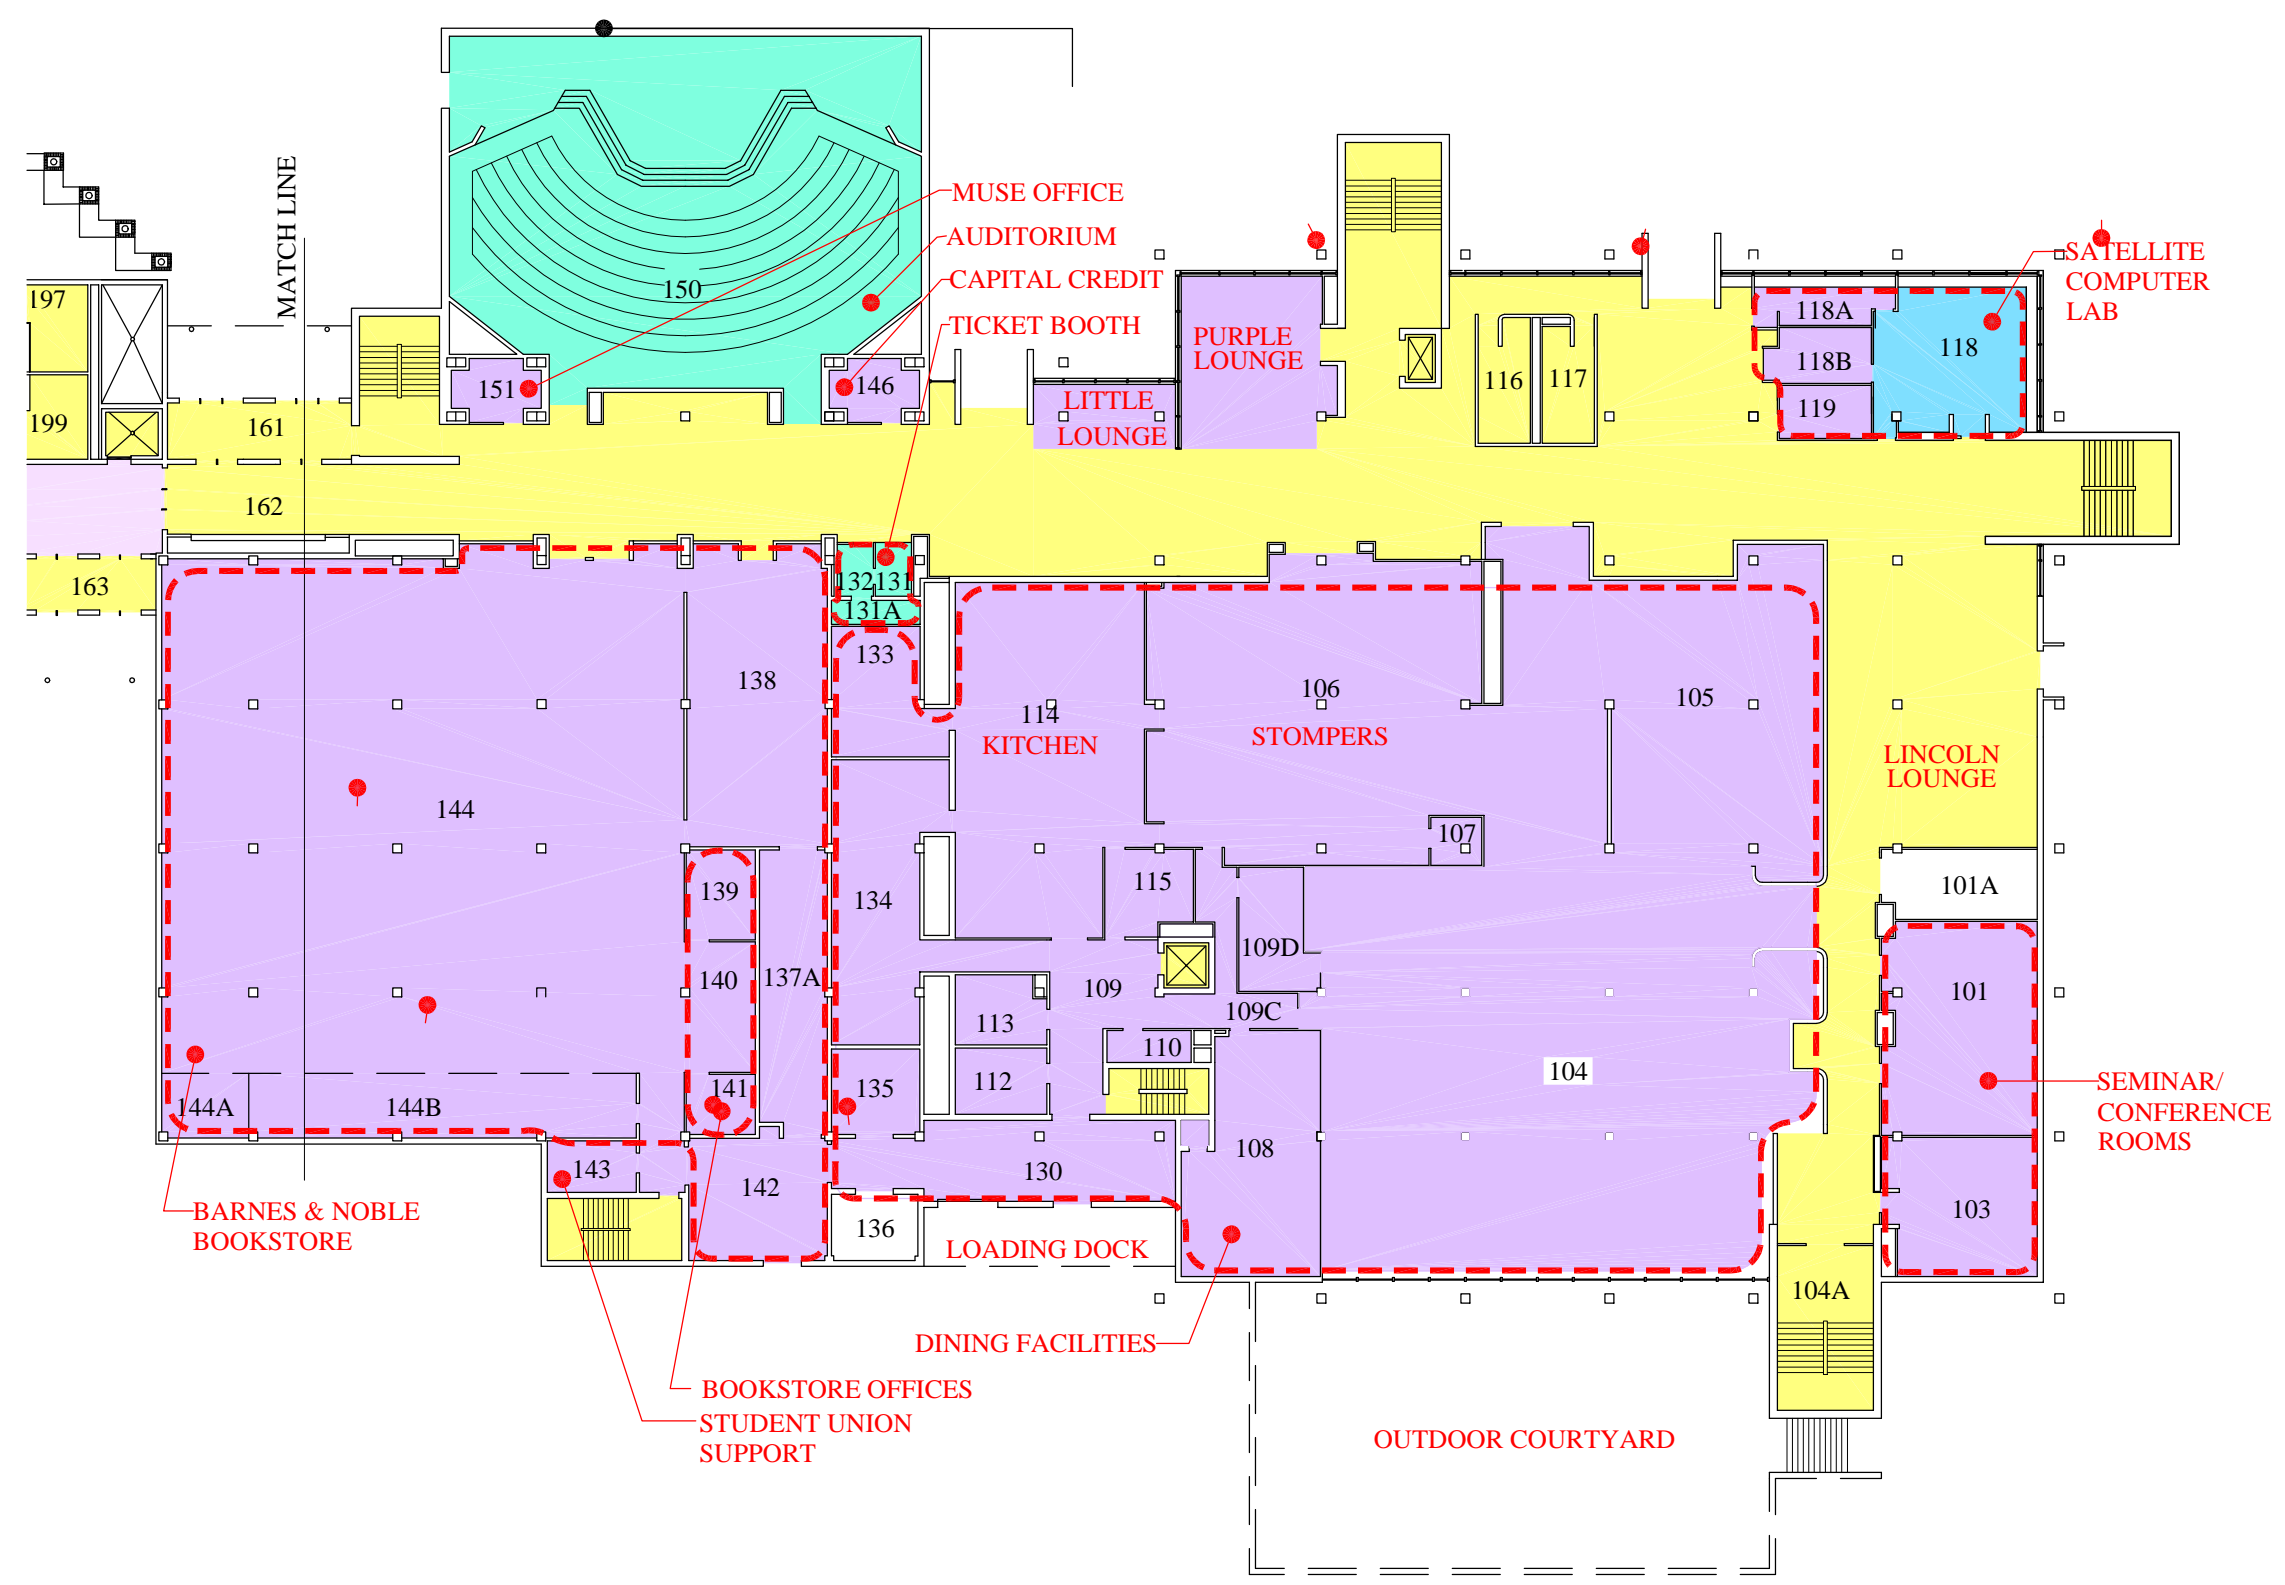 MATCH LINE
MUSE OFFICE
AUDITORIUM
CAPITAL CREDIT
TICKET BOOTH
SATELLITE
COMPUTER
LAB
197
150
118A
118
118B
119
PURPLE
LOUNGE
116
117
151
146
LITTLE
LOUNGE
199
161
162
163
132
131
131A
133
138
106
105
114
KITCHEN
STOMPERS
LINCOLN
LOUNGE
144
107
139
134
115
101A
140
137A
109D
109
101
109C
113
110
112
104
135
141
144A
144B
108
143
142
130
103
136
SEMINAR/
CONFERENCE
ROOMS
BARNES & NOBLE
BOOKSTORE
LOADING DOCK
104A
DINING FACILITIES
BOOKSTORE OFFICES
STUDENT UNION
SUPPORT
OUTDOOR COURTYARD